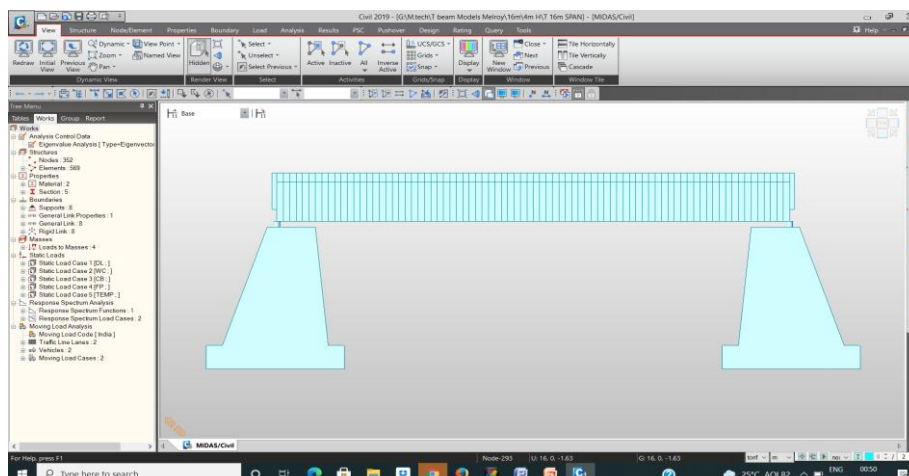 Civil 2019 - [G:\M.tech\T beam Models Melroy\16m\4m H\T 16m SPAN] - [MIDAS/Civil]
View Structure Node/Element Properties Boundary Load Analysis Results PSC Pushover Design Rating Query Tools Help
Redraw Initial View Previous View Dynamic View Point Hidden Select Active Inactive All Inverse Active UCS/GCS Display New Window Close Tile Horizontally
Zoom Named View Unselect Grids Next Tile Vertically
Pan Select Previous Snap Previous Cascade
Dynamic View Render View Select Activities Grids/Snap Display Window Window Tile
Base
Tree Menu
Tables Works Group Report
Works
Analysis Control Data
Eigenvalue Analysis [ Type=Eigenvector
Structures
Nodes : 352
Elements : 569
Properties
Material : 2
Section : 5
Boundaries
Supports : 8
General Link Properties : 1
General Link : 8
Rigid Link : 8
Masses
Loads to Masses : 4
Static Loads
Static Load Case 1 [DL ; ]
Static Load Case 2 [WC ; ]
Static Load Case 3 [CB ; ]
Static Load Case 4 [FP ; ]
Static Load Case 5 [TEMP ; ]
Response Spectrum Analysis
Response Spectrum Functions : 1
Response Spectrum Load Cases : 2
Moving Load Analysis
Moving Load Code [ India ]
Traffic Line Lanes : 2
Vehicles : 2
Moving Load Cases : 2
MIDAS/Civil
For Help, press F1 Node-293 U: 16, 0, -1.63 G: 16, 0, -1.63 tonf m
Type here to search 25°C AQI 82 ENG 00:50